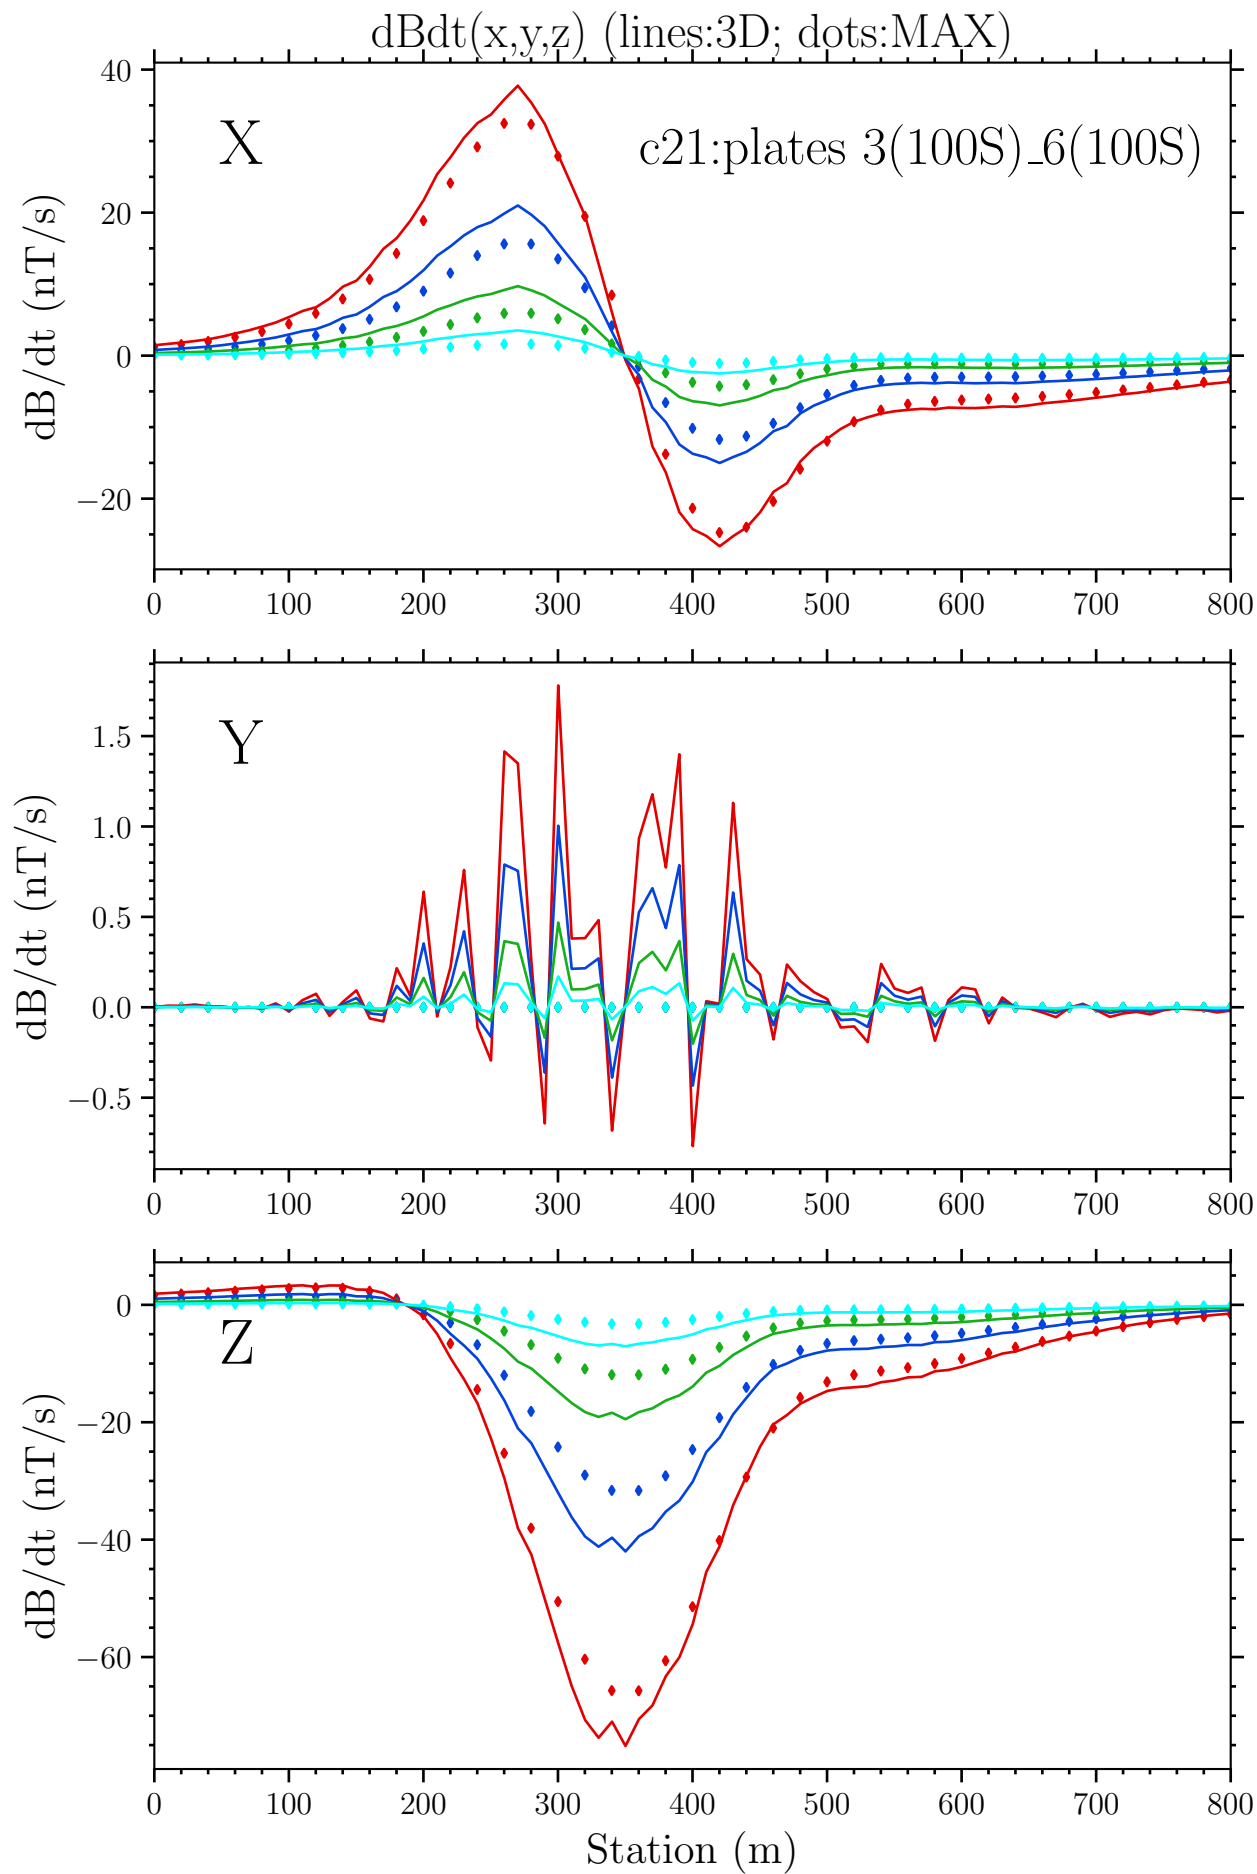 dBdt(x,y,z) (lines:3D; dots:MAX)
40
20
0
−20
dB/dt (nT/s)
X
c21:plates 3(100S)_6(100S)
0 100 200 300 400 500 600 700 800
1.5
1.0
0.5
0.0
−0.5
dB/dt (nT/s)
Y
0 100 200 300 400 500 600 700 800
0
−20
−40
−60
dB/dt (nT/s)
Z
0 100 200 300 400 500 600 700 800
Station (m)